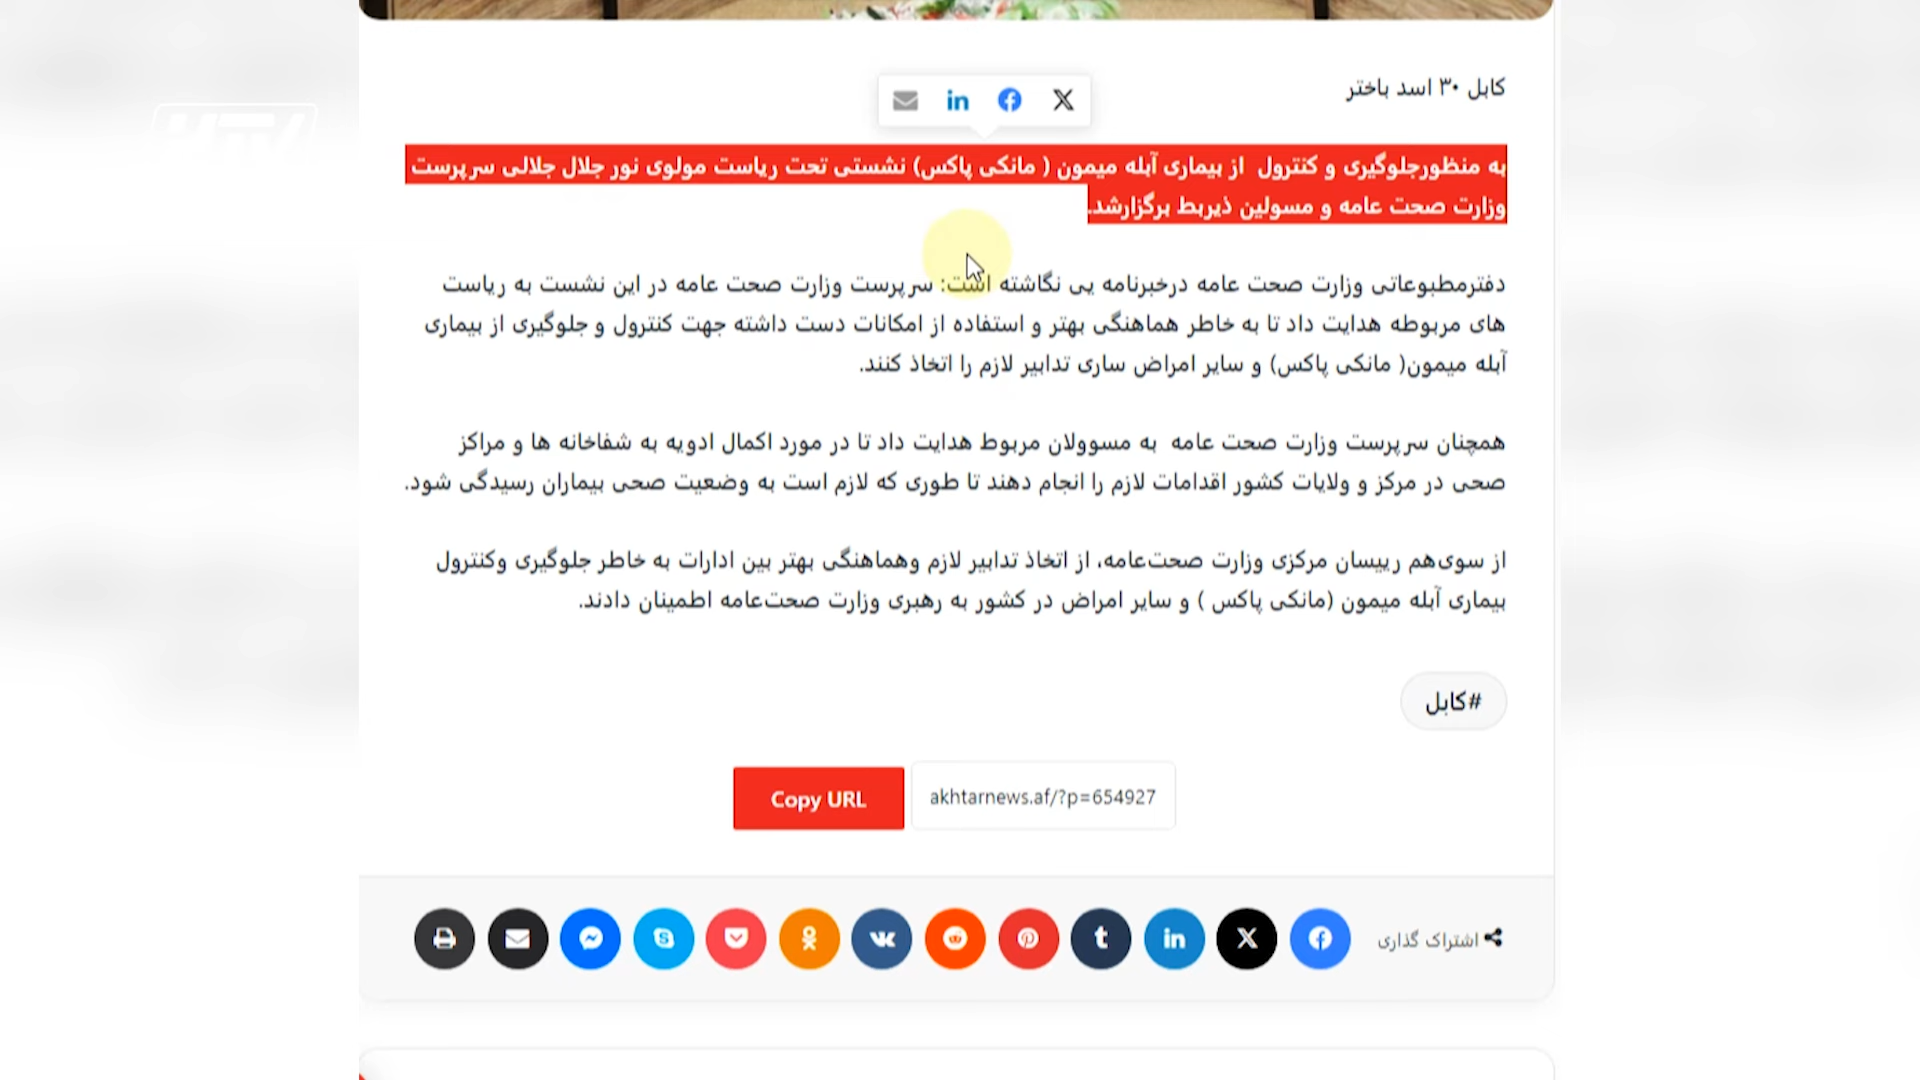 کابل ۳۰ اسد باختر
به منظورجلوگیری و کنترول از بیماری آبله میمون ( مانکی پاکس) نشستی تحت ریاست مولوی نور جلال جلالی سرپرست
وزارت صحت عامه و مسولین ذیربط برگزارشد.
دفترمطبوعاتی وزارت صحت عامه درخبرنامه یی نگاشته است: سرپرست وزارت صحت عامه در این نشست به ریاست
های مربوطه هدایت داد تا به خاطر هماهنگی بهتر و استفاده از امکانات دست داشته جهت کنترول و جلوگیری از بیماری
آبله میمون( مانکی پاکس) و سایر امراض ساری تدابیر لازم را اتخاذ کنند.
همچنان سرپرست وزارت صحت عامه به مسوولان مربوط هدایت داد تا در مورد اکمال ادویه به شفاخانه ها و مراکز
صحی در مرکز و ولایات کشور اقدامات لازم را انجام دهند تا طوری که لازم است به وضعیت صحی بیماران رسیدگی شود.
از سوی‌هم رییسان مرکزی وزارت صحت‌عامه، از اتخاذ تدابیر لازم وهماهنگی بهتر بین ادارات به خاطر جلوگیری وکنترول
بیماری آبله میمون (مانکی پاکس ) و سایر امراض در کشور به رهبری وزارت صحت‌عامه اطمینان دادند.
#کابل
Copy URL akhtarnews.af/?p=654927
اشتراک گذاری